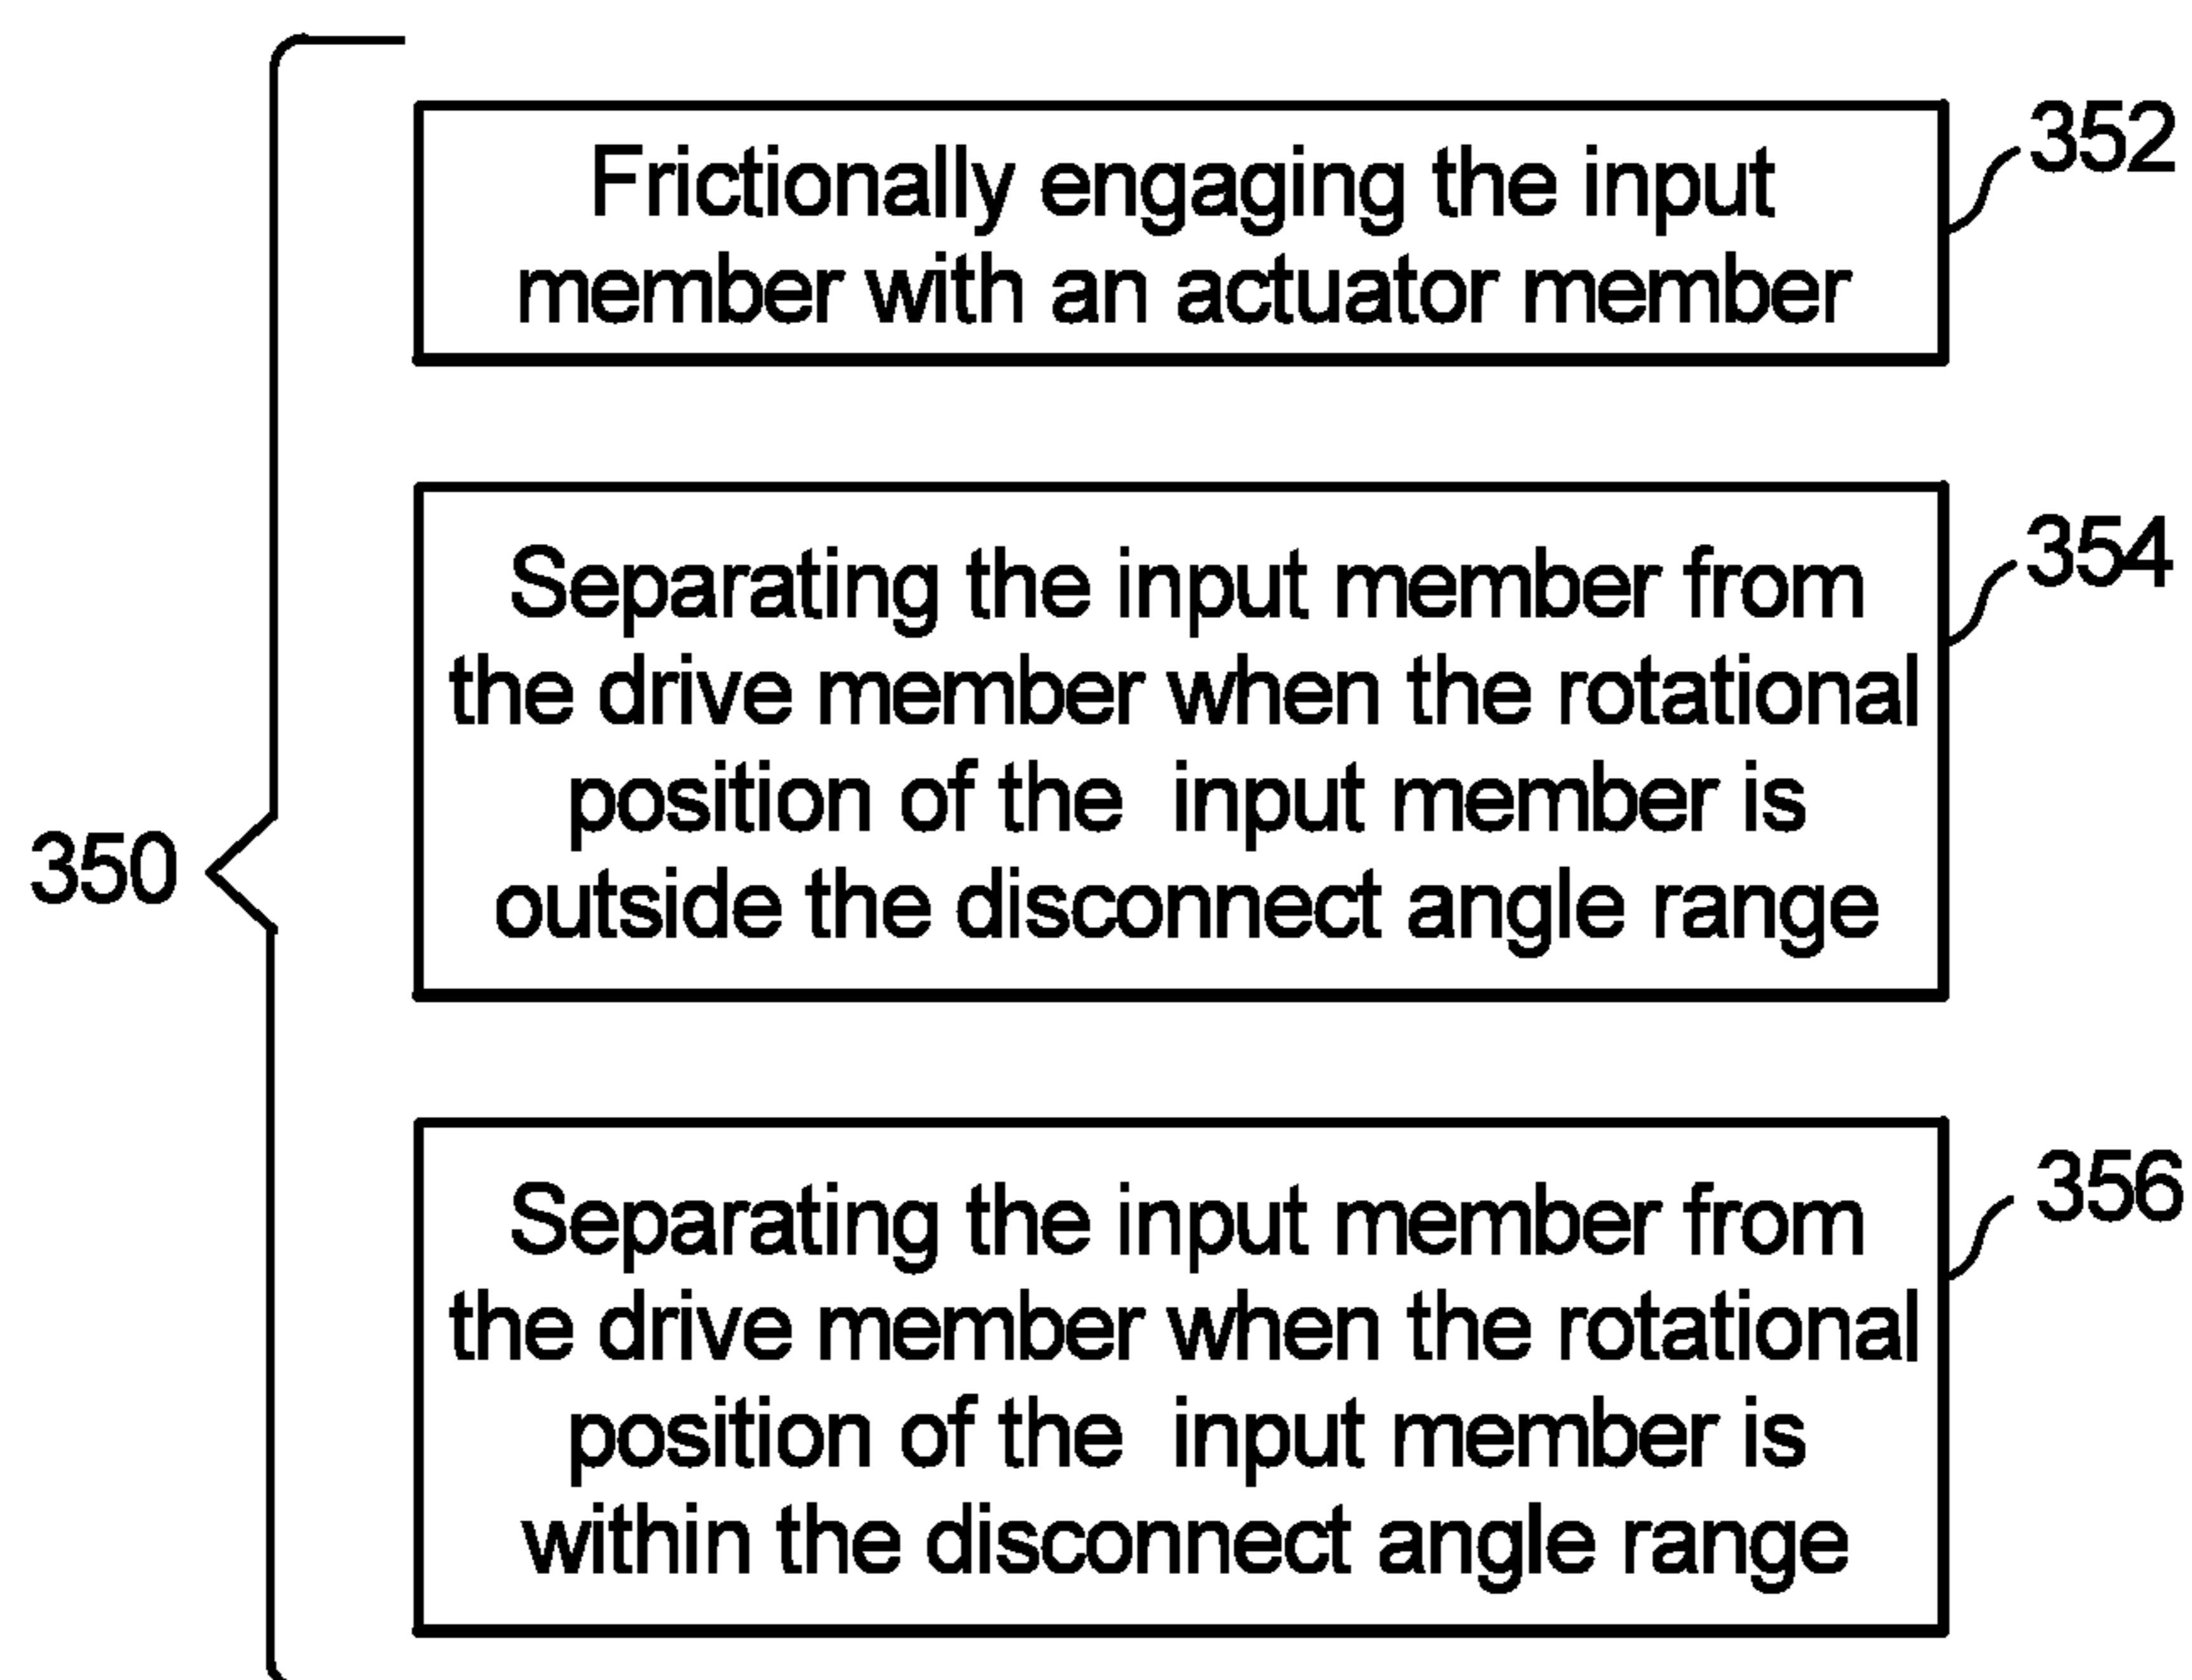 Frictionally engaging the input
member with an actuator member
352
Separating the input member from
the drive member when the rotational
position of the input member is
outside the disconnect angle range
354
350
Separating the input member from
the drive member when the rotational
position of the input member is
within the disconnect angle range
356